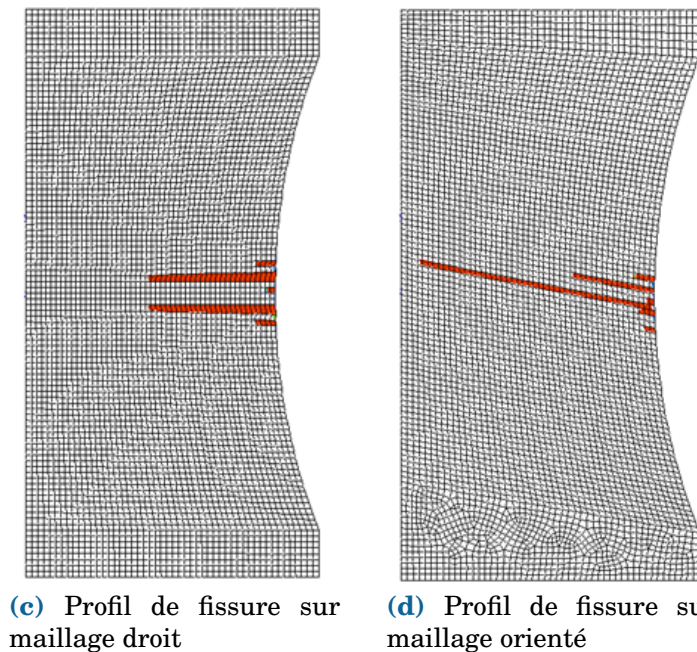 (c) Profil de fissure sur
maillage droit
(d) Profil de fissure su
maillage orienté